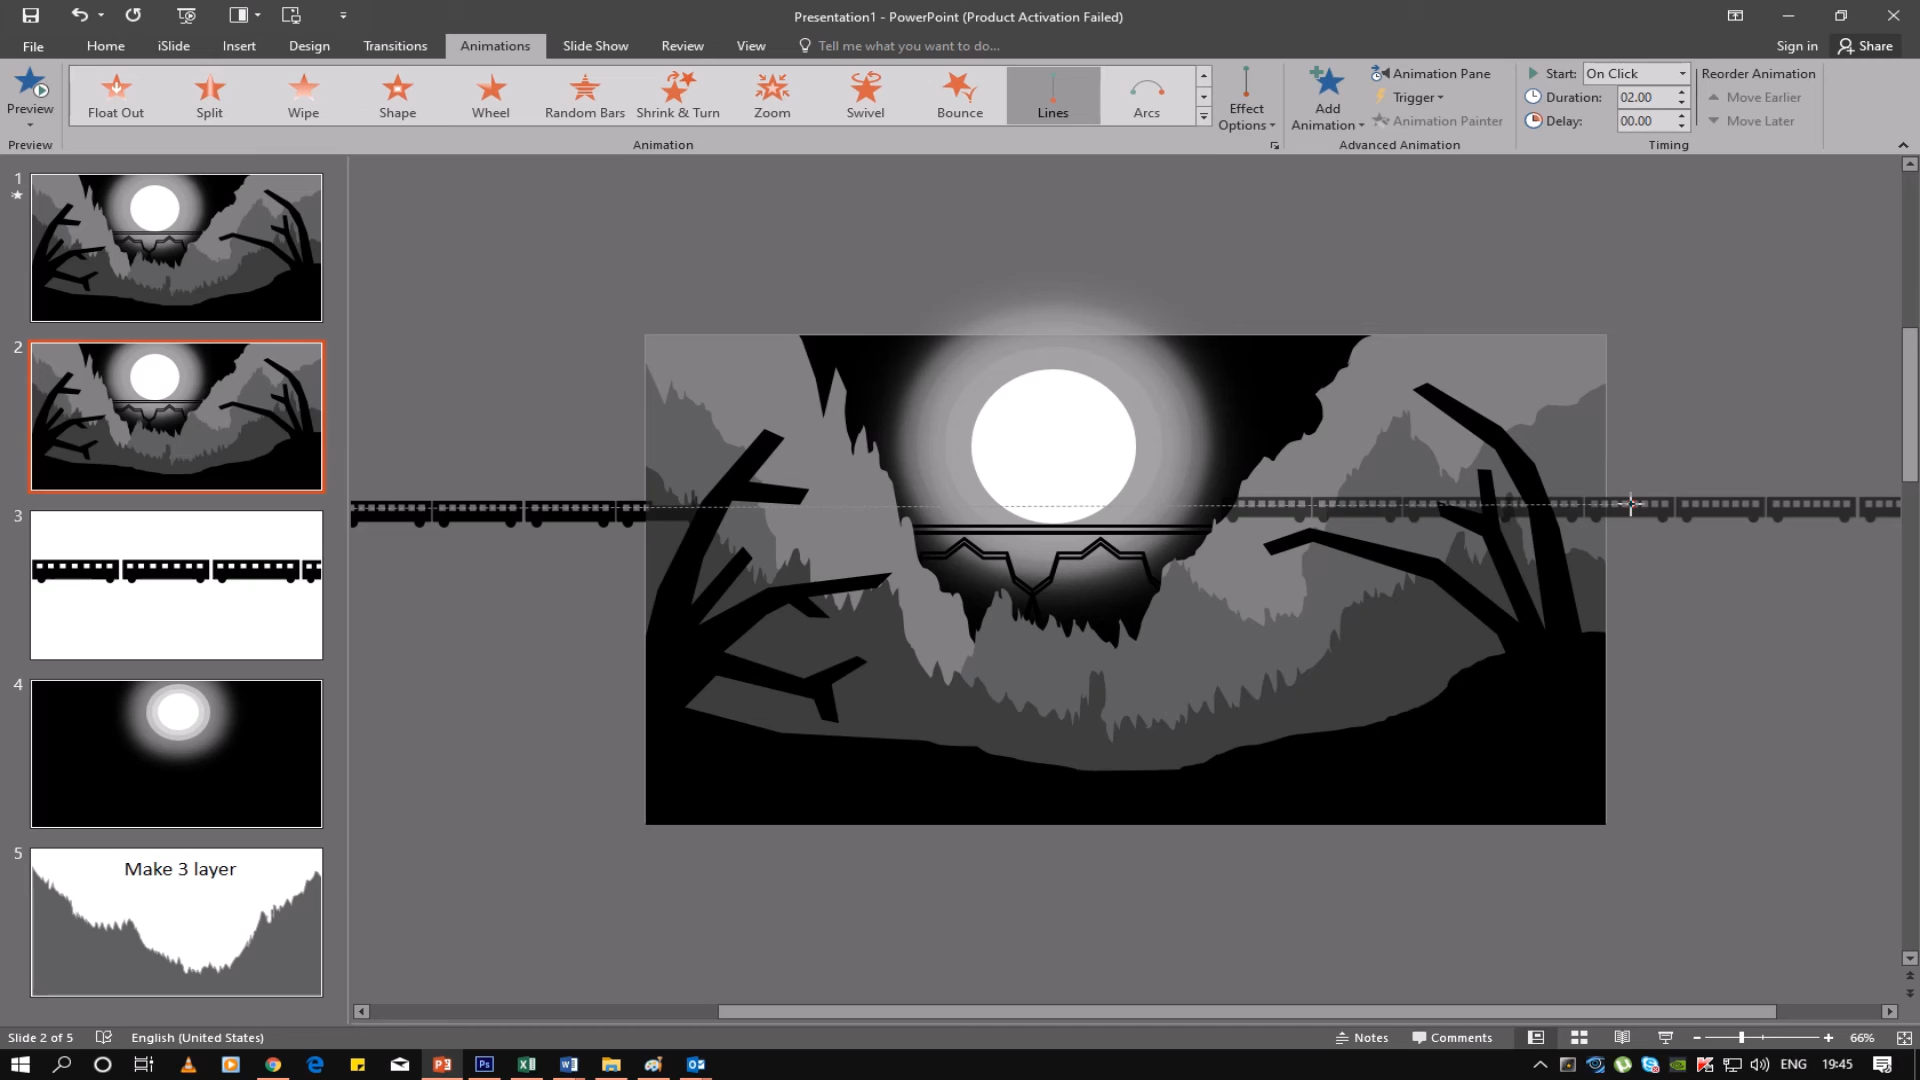 Presentation1 - PowerPoint (Product Activation Failed)
File
Home
iSlide
Insert
Design
Transitions
Animations
Slide Show
Review
View
Tell me what you want to do...
Sign in
Share
Preview
Float Out
Split
Wipe
Shape
Wheel
Random Bars
Shrink & Turn
Zoom
Swivel
Bounce
Lines
Arcs
Effect
Options
Add
Animation
Animation Pane
Trigger
Animation Painter
Start:
On Click
Duration:
02.00
Delay:
00.00
Reorder Animation
Move Earlier
Move Later
Preview
Animation
Advanced Animation
Timing
1
2
3
4
5
Make 3 layer
Slide 2 of 5
English (United States)
Notes
Comments
66%
ENG
19:45